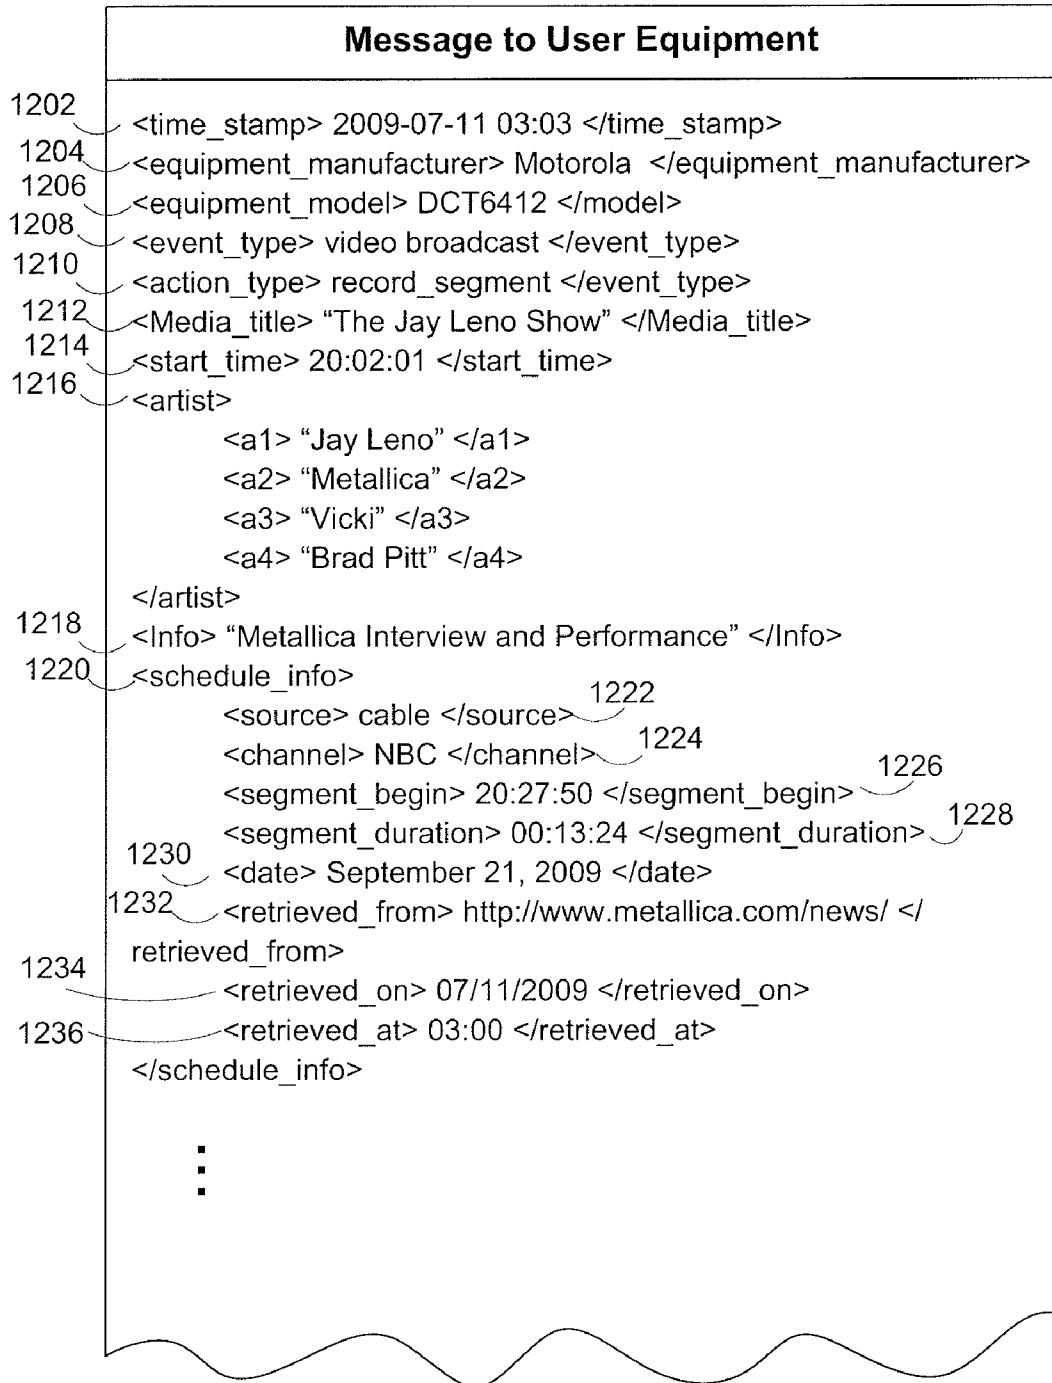 Message to User Equipment
1202 <time_stamp> 2009-07-11 03:03 </time_stamp>
1204 <equipment_manufacturer> Motorola </equipment_manufacturer>
1206 <equipment_model> DCT6412 </model>
1208 <event_type> video broadcast </event_type>
1210 <action_type> record_segment </event_type>
1212 <Media_title> “The Jay Leno Show” </Media_title>
1214 <start_time> 20:02:01 </start_time>
1216 <artist>
<a1> “Jay Leno” </a1>
<a2> “Metallica” </a2>
<a3> “Vicki” </a3>
<a4> “Brad Pitt” </a4>
</artist>
1218 <Info> “Metallica Interview and Performance” </Info>
1220 <schedule_info>
<source> cable </source> 1222
<channel> NBC </channel> 1224
<segment_begin> 20:27:50 </segment_begin> 1226
<segment_duration> 00:13:24 </segment_duration> 1228
1230 <date> September 21, 2009 </date>
1232 <retrieved_from> http://www.metallica.com/news/ </
retrieved_from>
1234 <retrieved_on> 07/11/2009 </retrieved_on>
1236 <retrieved_at> 03:00 </retrieved_at>
</schedule_info>